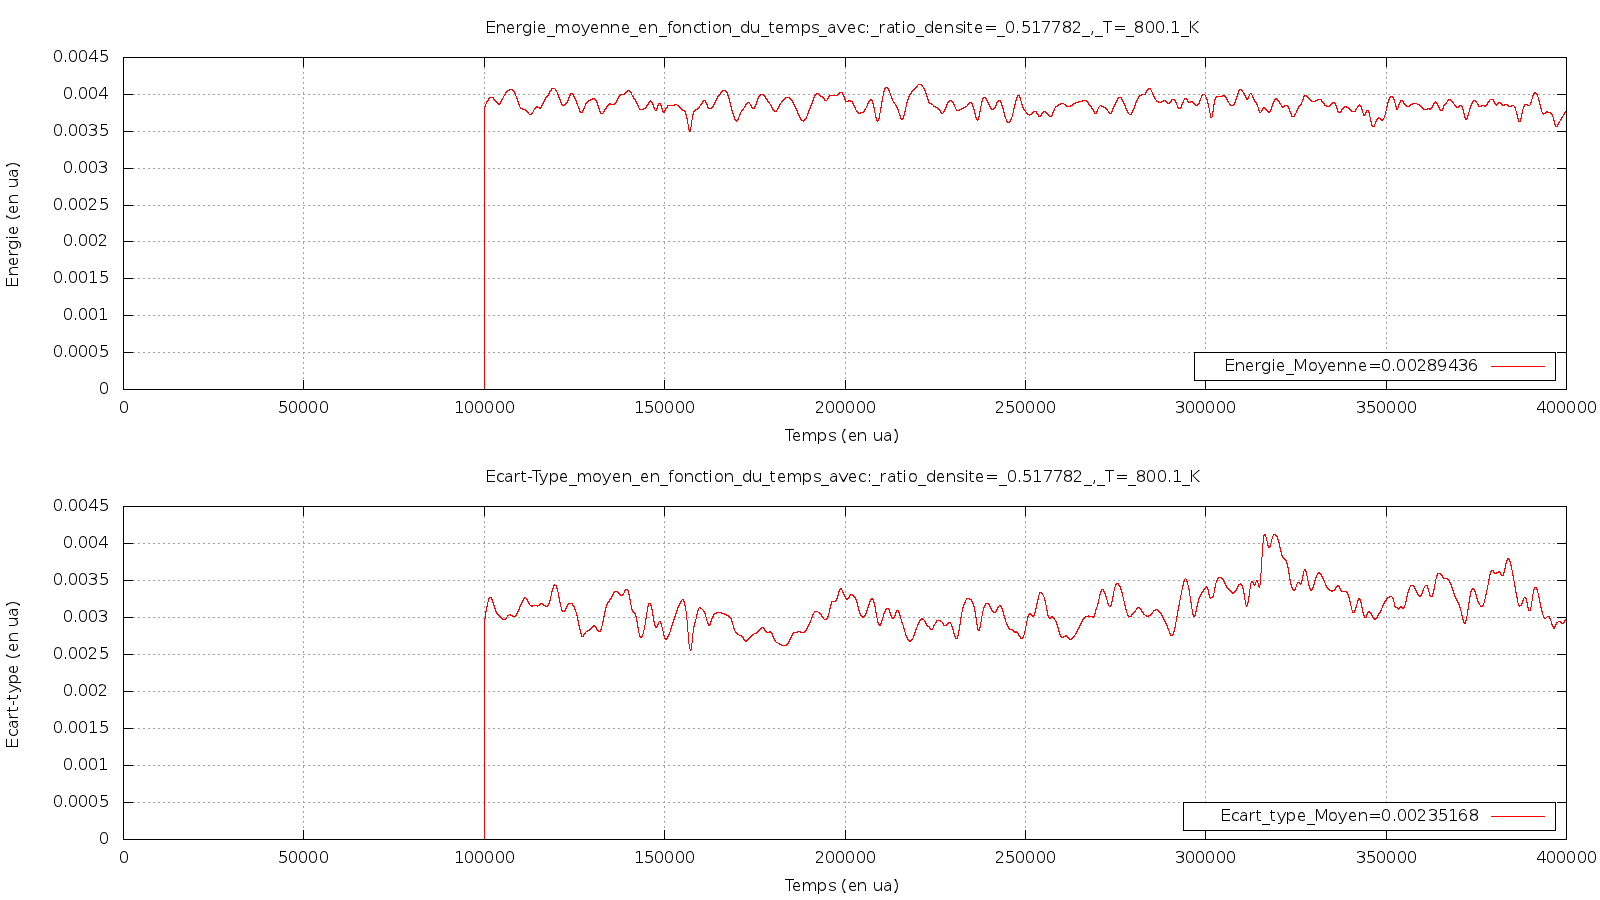 Energie_moyenne_en_fonction_du_temps_avec:_ratio_densite=_0.517782_,_T=_800.1_K
0.0045
0.004
0.0035
0.003
0.0025
0.002
0.0015
0.001
0.0005
0
Energie (en ua)
Energie_Moyenne=0.00289436
0 50000 100000 150000 200000 250000 300000 350000 400000
Temps (en ua)
Ecart-Type_moyen_en_fonction_du_temps_avec:_ratio_densite=_0.517782_,_T=_800.1_K
0.0045
0.004
0.0035
0.003
0.0025
0.002
0.0015
0.001
0.0005
0
Ecart-type (en ua)
Ecart_type_Moyen=0.00235168
0 50000 100000 150000 200000 250000 300000 350000 400000
Temps (en ua)